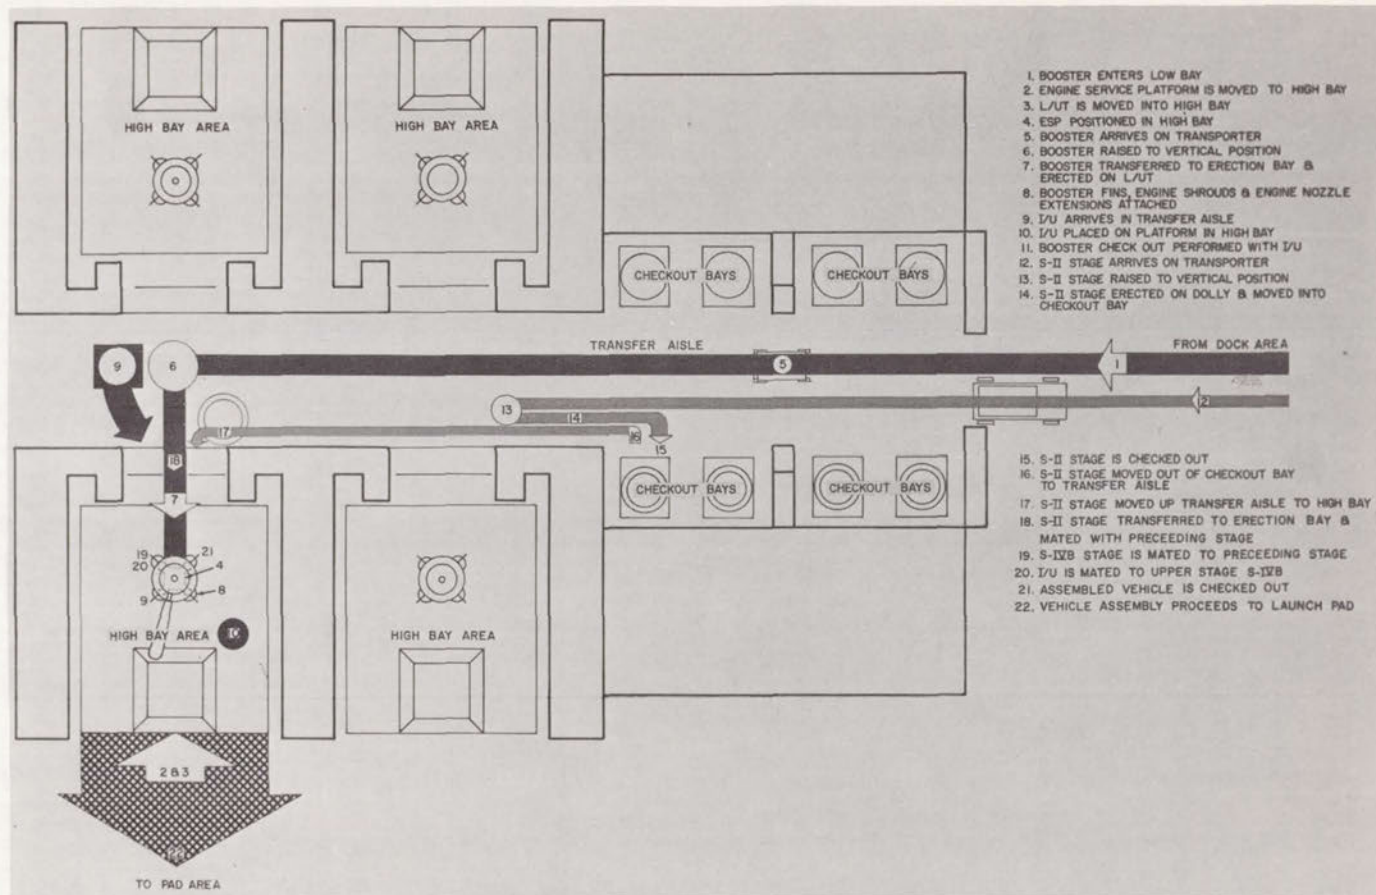 HIGH BAY AREA
HIGH BAY AREA
1. BOOSTER ENTERS LOW BAY
2. ENGINE SERVICE PLATFORM IS MOVED TO HIGH BAY
3. L/UT IS MOVED INTO HIGH BAY
4. ESP POSITIONED IN HIGH BAY
5. BOOSTER ARRIVES ON TRANSPORTER
6. BOOSTER RAISED TO VERTICAL POSITION
7. BOOSTER TRANSFERRED TO ERECTION BAY &
ERECTED ON L/UT
8. BOOSTER FINS, ENGINE SHROUDS & ENGINE NOZZLE
EXTENSIONS ATTACHED
9. I/U ARRIVES IN TRANSFER AISLE
10. I/U PLACED ON PLATFORM IN HIGH BAY
11. BOOSTER CHECK OUT PERFORMED WITH I/U
12. S-II STAGE ARRIVES ON TRANSPORTER
13. S-II STAGE RAISED TO VERTICAL POSITION
14. S-II STAGE ERECTED ON DOLLY & MOVED INTO
CHECKOUT BAY
CHECKOUT BAYS
CHECKOUT BAYS
TRANSFER AISLE
FROM DOCK AREA
9
6
5
1
13
14
12
17
16
15
18
7
CHECKOUT BAYS
CHECKOUT BAYS
15. S-II STAGE IS CHECKED OUT
16. S-II STAGE MOVED OUT OF CHECKOUT BAY
TO TRANSFER AISLE
17. S-II STAGE MOVED UP TRANSFER AISLE TO HIGH BAY
18. S-II STAGE TRANSFERRED TO ERECTION BAY &
MATED WITH PRECEEDING STAGE
19. S-IVB STAGE IS MATED TO PRECEEDING STAGE
20. I/U IS MATED TO UPPER STAGE S-IVB
21. ASSEMBLED VEHICLE IS CHECKED OUT
22. VEHICLE ASSEMBLY PROCEEDS TO LAUNCH PAD
19
21
20
4
9
8
HIGH BAY AREA
10
HIGH BAY AREA
2&3
22
TO PAD AREA